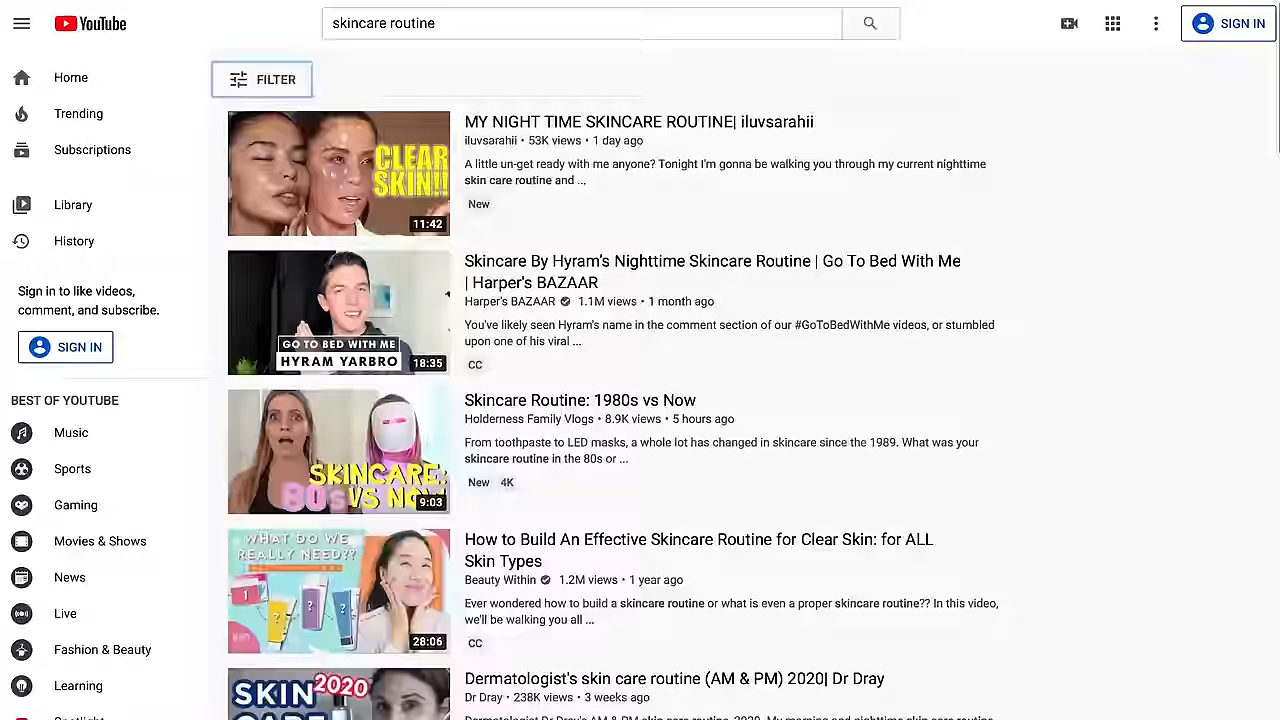 YouTube
skincare routine
SIGN IN
Home
Trending
Subscriptions
Library
History
Sign in to like videos,
comment, and subscribe.
SIGN IN
BEST OF YOUTUBE
Music
Sports
Gaming
Movies & Shows
News
Live
Fashion & Beauty
Learning
FILTER
CLEAR
SKIN!!
11:42
MY NIGHT TIME SKINCARE ROUTINE| iluvsarahii
iluvsarahii • 53K views • 1 day ago
A little un-get ready with me anyone? Tonight I'm gonna be walking you through my current nighttime
skin care routine and ...
New
GO TO BED WITH ME
HYRAM YARBRO
18:35
Skincare By Hyram's Nighttime Skincare Routine | Go To Bed With Me
| Harper's BAZAAR
Harper's BAZAAR 1.1M views • 1 month ago
You've likely seen Hyram's name in the comment section of our #GoToBedWithMe videos, or stumbled
upon one of his viral ...
CC
SKINCARE:
80s VS NOW
9:03
Skincare Routine: 1980s vs Now
Holderness Family Vlogs • 8.9K views • 5 hours ago
From toothpaste to LED masks, a whole lot has changed in skincare since the 1989. What was your
skincare routine in the 80s or ...
New 4K
WHAT DO WE
REALLY NEED??
1
?
?
?
28:06
How to Build An Effective Skincare Routine for Clear Skin: for ALL
Skin Types
Beauty Within 1.2M views • 1 year ago
Ever wondered how to build a skincare routine or what is even a proper skincare routine?? In this video,
we'll be walking you all ...
CC
SKIN 2020
CARE
Dermatologist's skin care routine (AM & PM) 2020| Dr Dray
Dr Dray • 238K views • 3 weeks ago